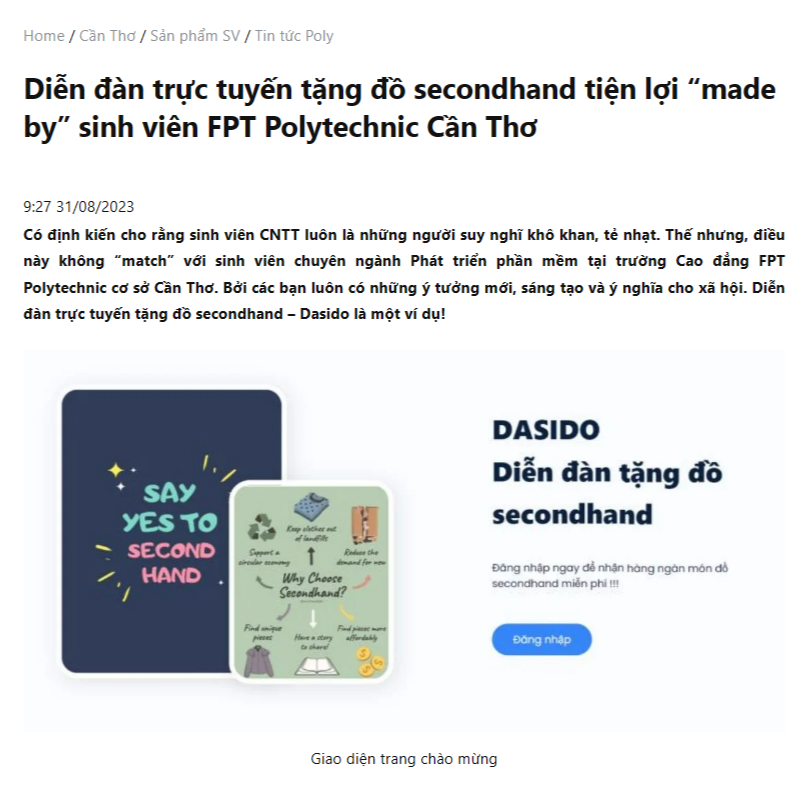 Home / Cần Thơ / Sản phẩm SV / Tin tức Poly
Diễn đàn trực tuyến tặng đồ secondhand tiện lợi “made
by” sinh viên FPT Polytechnic Cần Thơ
9:27 31/08/2023
Có định kiến cho rằng sinh viên CNTT luôn là những người suy nghĩ khô khan, tẻ nhạt. Thế nhưng, điều
này không “match” với sinh viên chuyên ngành Phát triển phần mềm tại trường Cao đẳng FPT
Polytechnic cơ sở Cần Thơ. Bởi các bạn luôn có những ý tưởng mới, sáng tạo và ý nghĩa cho xã hội. Diễn
đàn trực tuyến tặng đồ secondhand – Dasido là một ví dụ!
SAY
YES TO
SECOND
HAND
Keep clothes out
of landfills
Support a
circular economy
Reduce the
demand for new
Why Choose
Secondhand?
Find unique
pieces
Have a story
to share!
Find pieces more
affordably
DASIDO
Diễn đàn tặng đồ
secondhand
Đăng nhập ngay để nhận hàng ngàn món đồ
secondhand miễn phí !!!
Đăng nhập
Giao diện trang chào mừng